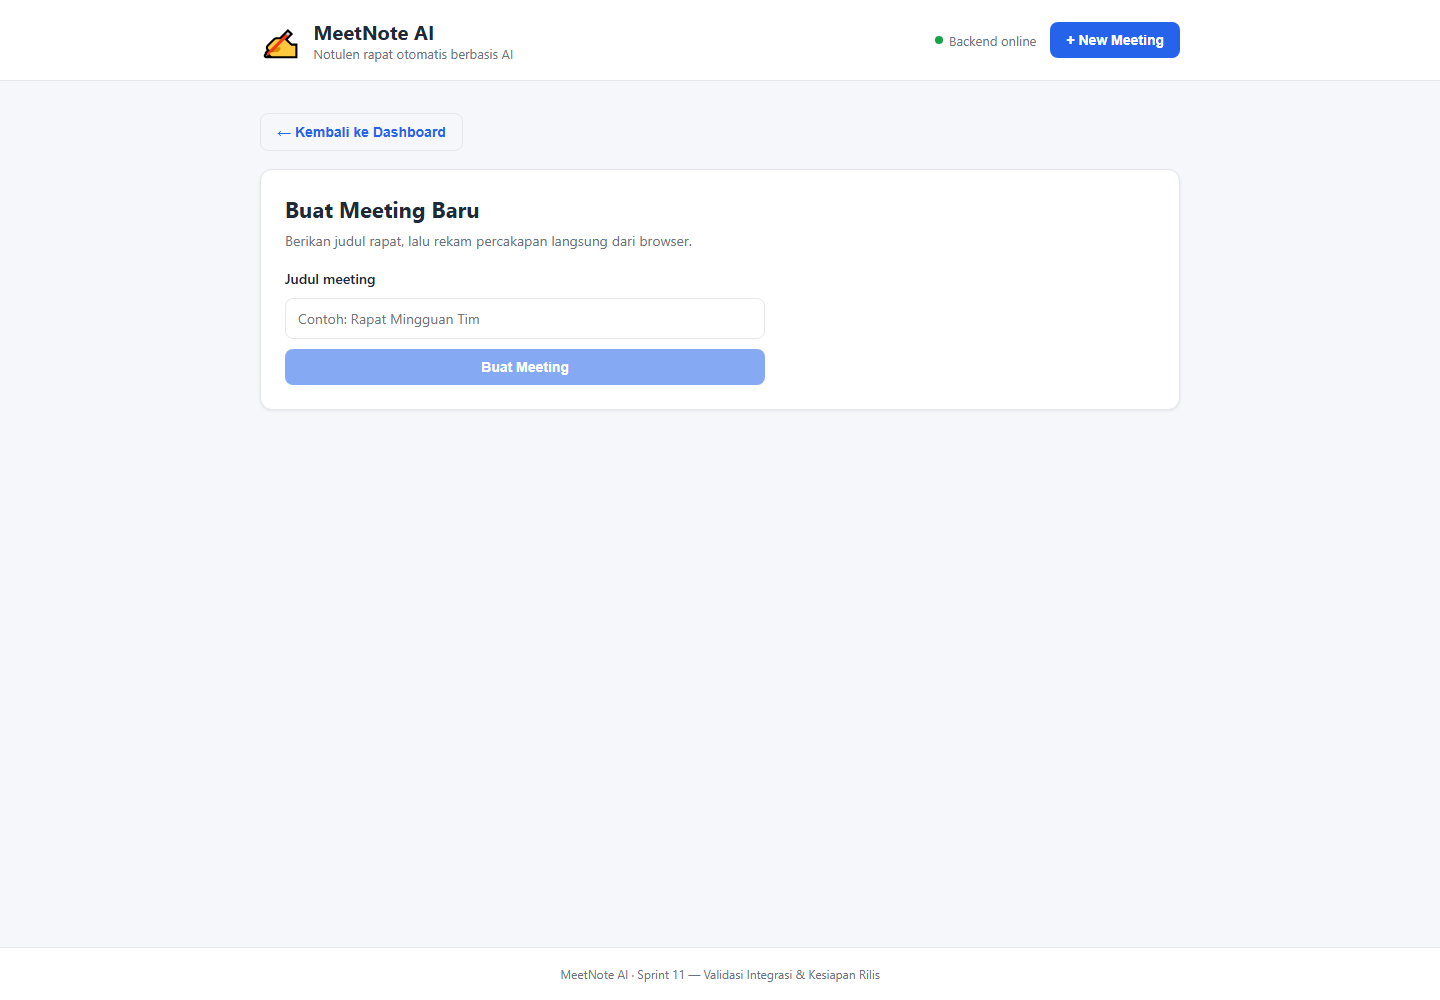 MeetNote AI
Notulen rapat otomatis berbasis AI
Backend online
+ New Meeting
← Kembali ke Dashboard
Buat Meeting Baru
Berikan judul rapat, lalu rekam percakapan langsung dari browser.
Judul meeting
Contoh: Rapat Mingguan Tim
Buat Meeting
MeetNote AI · Sprint 11 — Validasi Integrasi & Kesiapan Rilis